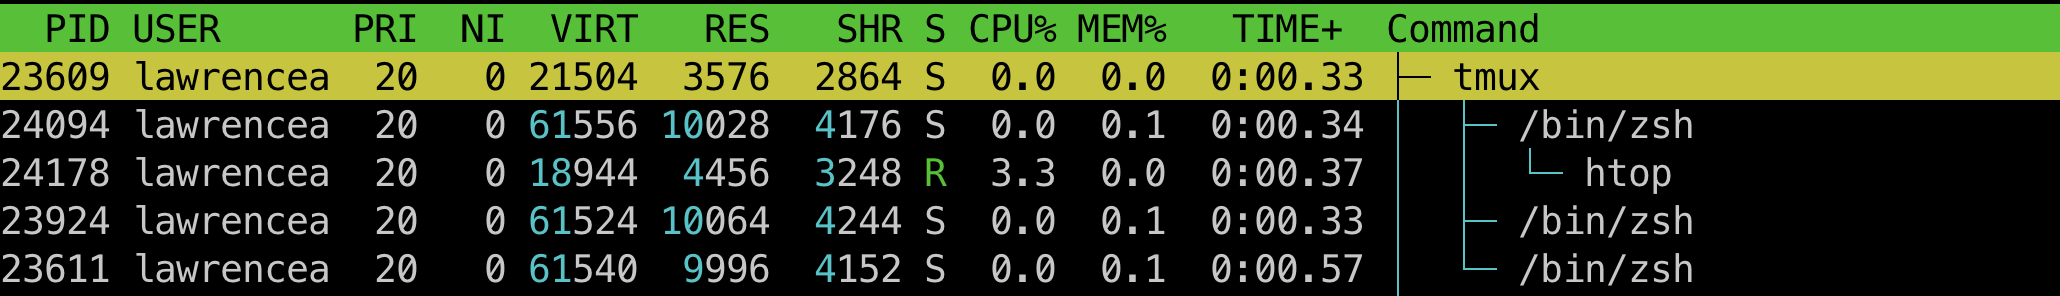 PID USER PRI NI VIRT RES SHR S CPU% MEM% TIME+ Command
23609 lawrencea 20 0 21504 3576 2864 S 0.0 0.0 0:00.33 ├─ tmux
24094 lawrencea 20 0 61556 10028 4176 S 0.0 0.1 0:00.34 │ ├─ /bin/zsh
24178 lawrencea 20 0 18944 4456 3248 R 3.3 0.0 0:00.37 │ │ └─ htop
23924 lawrencea 20 0 61524 10064 4244 S 0.0 0.1 0:00.33 │ ├─ /bin/zsh
23611 lawrencea 20 0 61540 9996 4152 S 0.0 0.1 0:00.57 │ └─ /bin/zsh